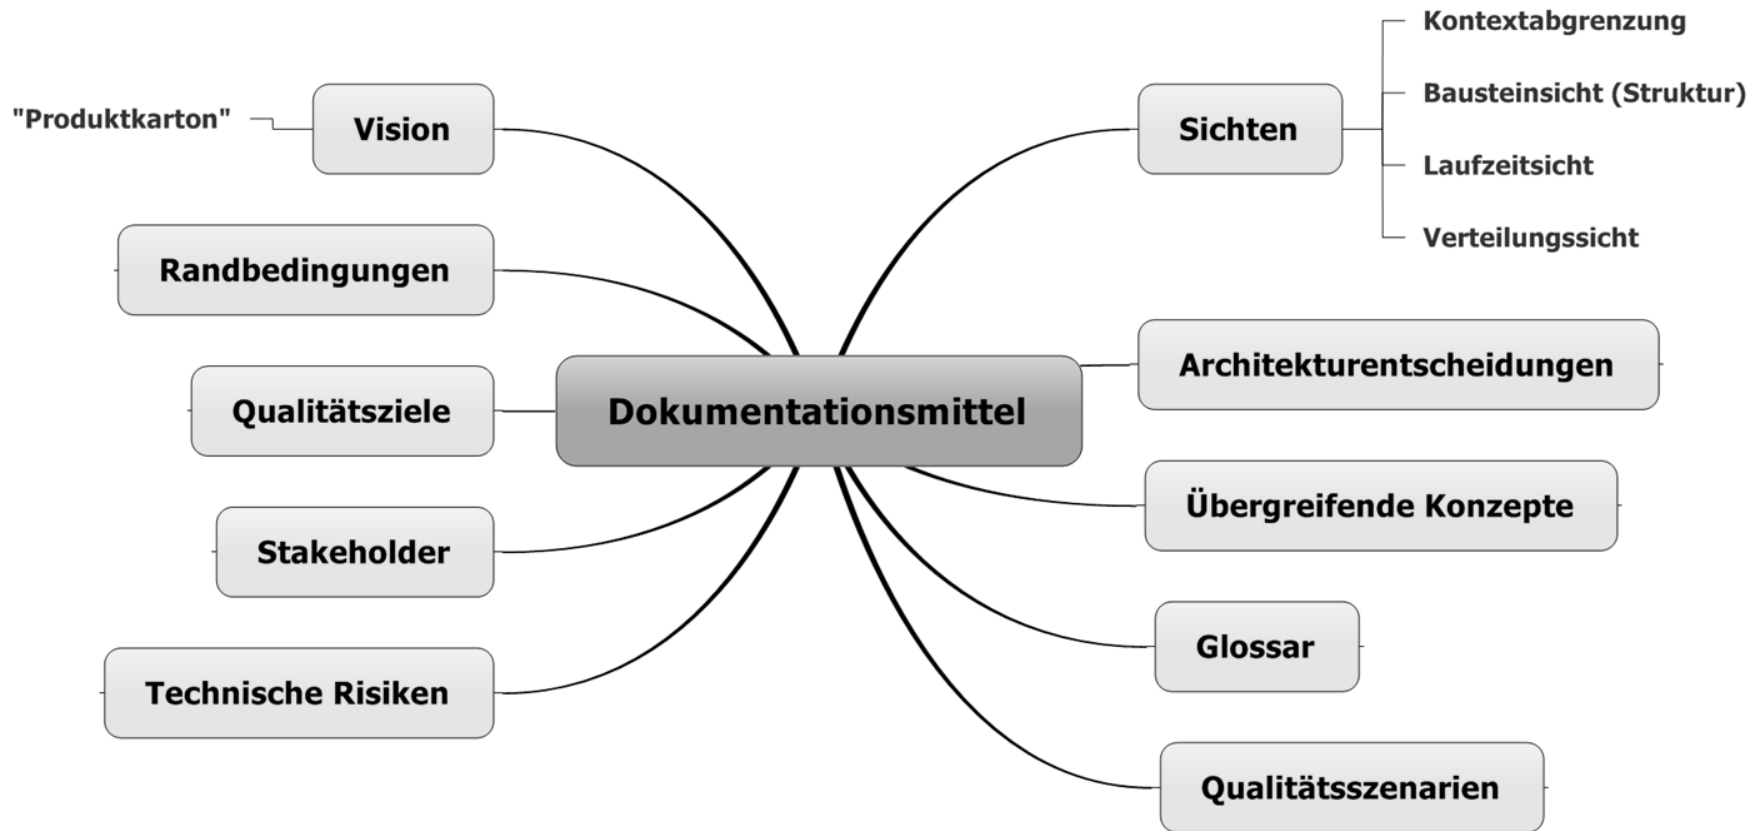 "Produktkarton"
Vision
Randbedingungen
Qualitätsziele
Stakeholder
Technische Risiken
Dokumentationsmittel
Sichten
Kontextabgrenzung
Bausteinsicht (Struktur)
Laufzeitsicht
Verteilungssicht
Architekturentscheidungen
Übergreifende Konzepte
Glossar
Qualitätsszenarien